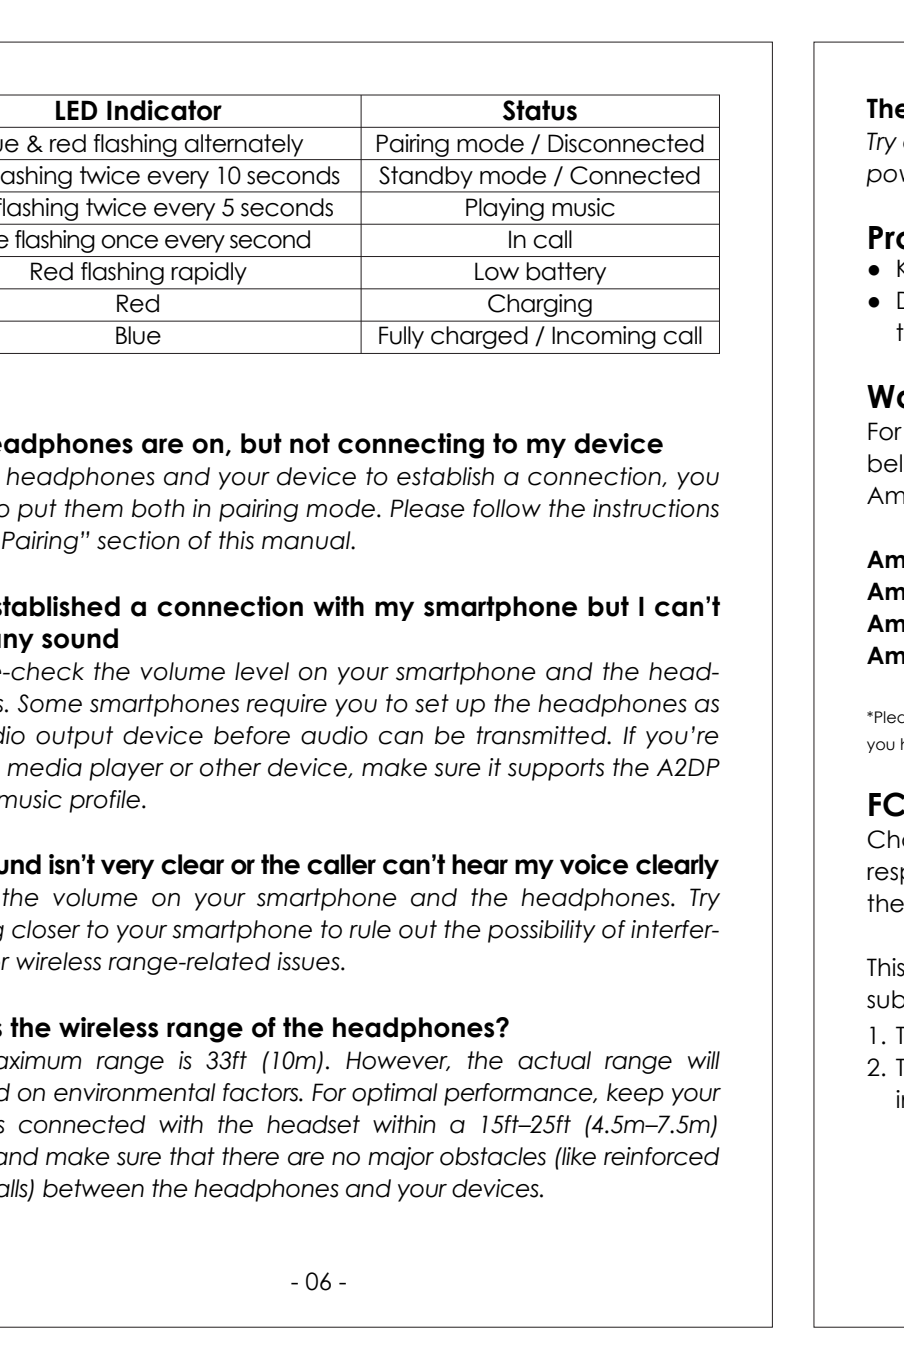 LED Indicator Status
ue & red flashing alternately Pairing mode / Disconnected
lashing twice every 10 seconds Standby mode / Connected
flashing twice every 5 seconds Playing music
e flashing once every second In call
Red flashing rapidly Low battery
Red Charging
Blue Fully charged / Incoming call
eadphones are on, but not connecting to my device
headphones and your device to establish a connection, you
o put them both in pairing mode. Please follow the instructions
Pairing” section of this manual.
stablished a connection with my smartphone but I can’t
any sound
e-check the volume level on your smartphone and the head-
s. Some smartphones require you to set up the headphones as
dio output device before audio can be transmitted. If you’re
media player or other device, make sure it supports the A2DP
music profile.
und isn’t very clear or the caller can’t hear my voice clearly
the volume on your smartphone and the headphones. Try
g closer to your smartphone to rule out the possibility of interfer-
r wireless range-related issues.
s the wireless range of the headphones?
aximum range is 33ft (10m). However, the actual range will
d on environmental factors. For optimal performance, keep your
s connected with the headset within a 15ft–25ft (4.5m–7.5m)
and make sure that there are no major obstacles (like reinforced
alls) between the headphones and your devices.
- 06 -
The
Try
pow
Pro
● K
● D
t
Wa
For
bel
Am
Am
Am
Am
Am
*Plea
you h
FC
Cha
resp
the
This
sub
1. T
2. T
in